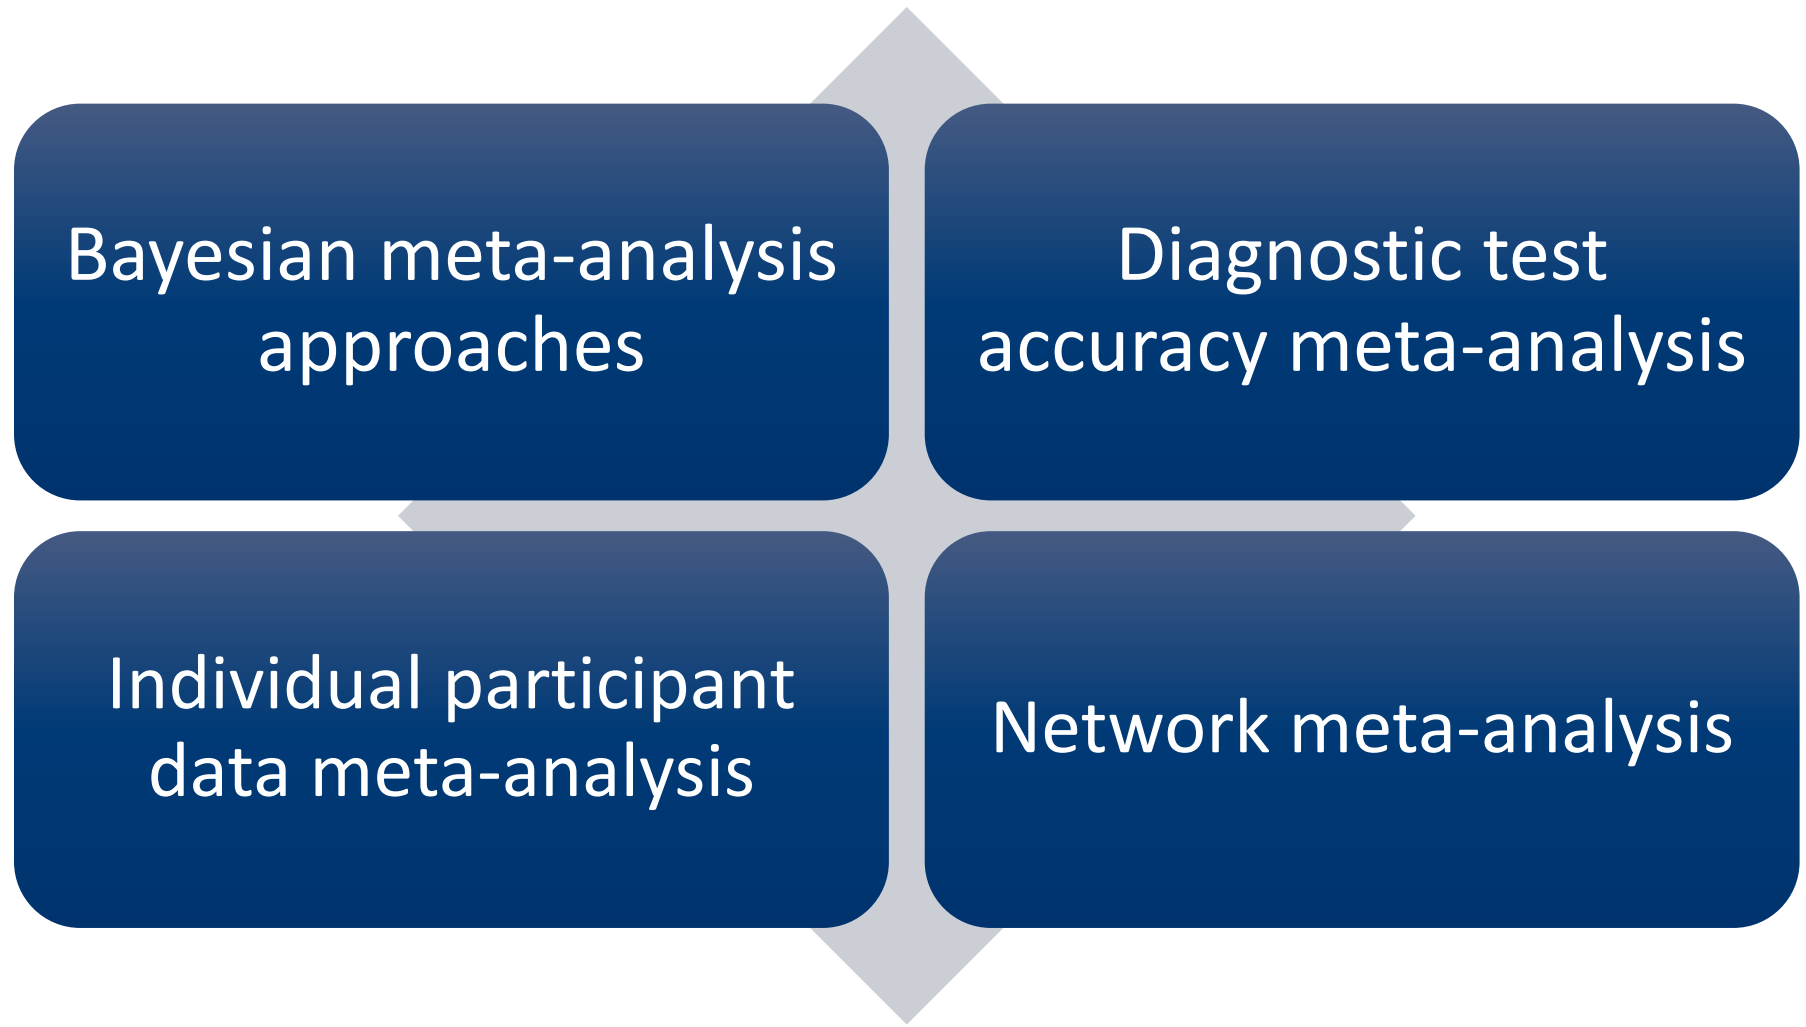 Bayesian meta-analysis
approaches
Diagnostic test
accuracy meta-analysis
Individual participant
data meta-analysis
Network meta-analysis